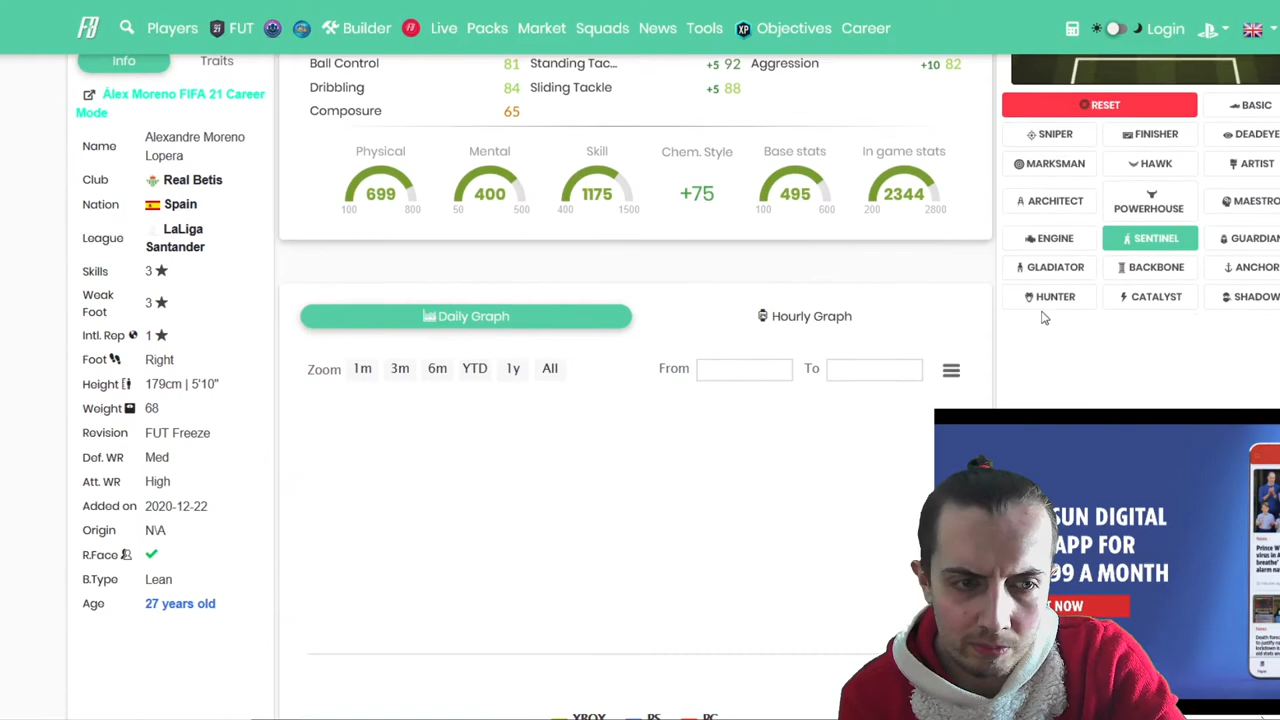 FB Players FUT Builder Live Packs Market Squads News Tools XP Objectives Career Login
Info Traits
Álex Moreno FIFA 21 Career
Mode
Name Alexandre Moreno
Lopera
Club Real Betis
Nation Spain
League LaLiga
Santander
Skills 3
Weak
Foot 3
Intl. Rep 1
Foot Right
Height 179cm | 5'10"
Weight 68
Revision FUT Freeze
Def. WR Med
Att. WR High
Added on 2020-12-22
Origin N\A
R.Face
B.Type Lean
Age 27 years old
Ball Control 81 Standing Tac... +5 92 Aggression +10 82
Dribbling 84 Sliding Tackle +5 88
Composure 65
Physical Mental Skill Chem. Style Base stats In game stats
699 400 1175 +75 495 2344
100 800 50 500 400 1500 100 600 200 2800
Daily Graph Hourly Graph
Zoom 1m 3m 6m YTD 1y All From To
XBOX PS PC
RESET BASIC
SNIPER FINISHER DEADEYE
MARKSMAN HAWK ARTIST
ARCHITECT POWERHOUSE MAESTRO
ENGINE SENTINEL GUARDIAN
GLADIATOR BACKBONE ANCHOR
HUNTER CATALYST SHADOW
SUN DIGITAL
APP FOR
99 A MONTH
NOW